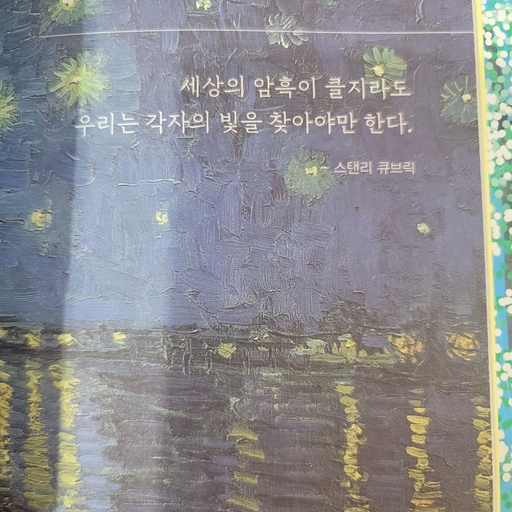 세상의 암흑이 클지라도
우리는 각자의 빛을 찾아야만 한다.
– 스탠리 큐브릭